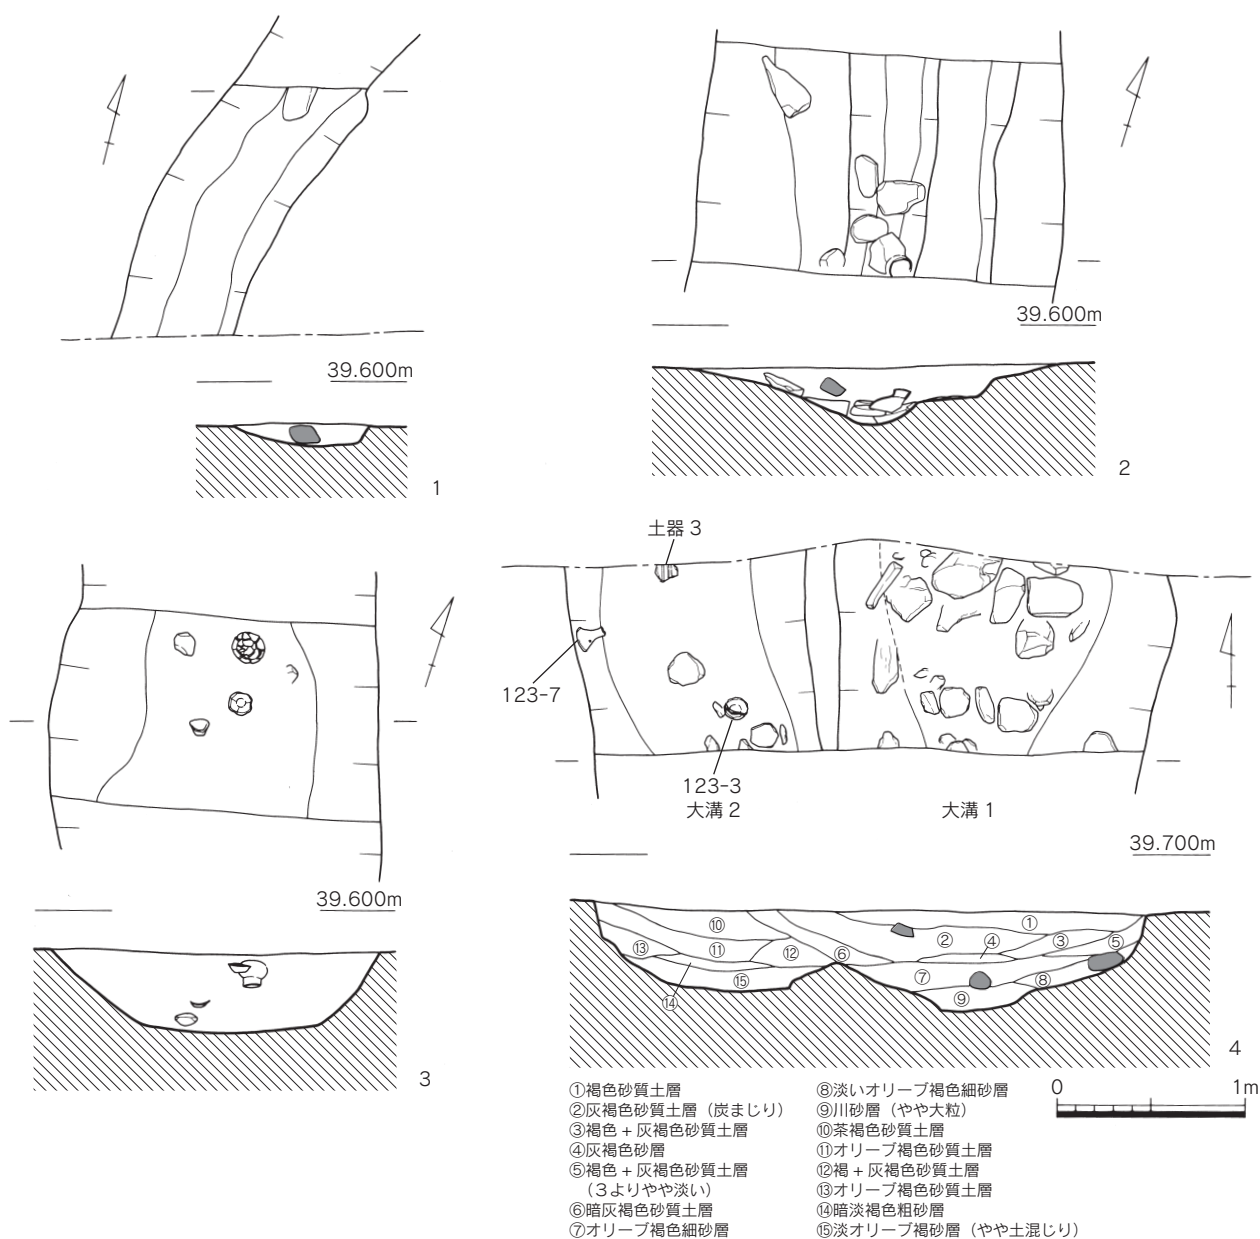 39.600m
1
39.600m
2
39.600m
3
土器 3
123-7
123-3
大溝 2
大溝 1
39.700m
⑩
①
②
④
③
⑤
⑬
⑪
⑫
⑥
⑦
⑧
⑮
⑭
⑨
4
①褐色砂質土層
②灰褐色砂質土層（炭まじり）
③褐色 + 灰褐色砂質土層
④灰褐色砂層
⑤褐色 + 灰褐色砂質土層
（３よりやや淡い）
⑥暗灰褐色砂質土層
⑦オリーブ褐色細砂層
⑧淡いオリーブ褐色細砂層
⑨川砂層（やや大粒）
⑩茶褐色砂質土層
⑪オリーブ褐色砂質土層
⑫褐 + 灰褐色砂質土層
⑬オリーブ褐色砂質土層
⑭暗淡褐色粗砂層
⑮淡オリーブ褐砂層（やや土混じり）
0 1m